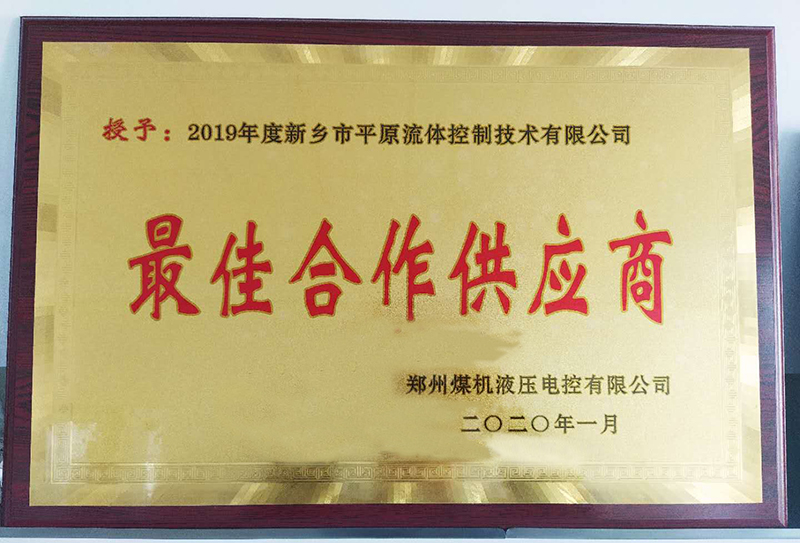 授予：2019年度新乡市平原流体控制技术有限公司
最佳合作供应商
郑州煤机液压电控有限公司
二〇二〇年一月